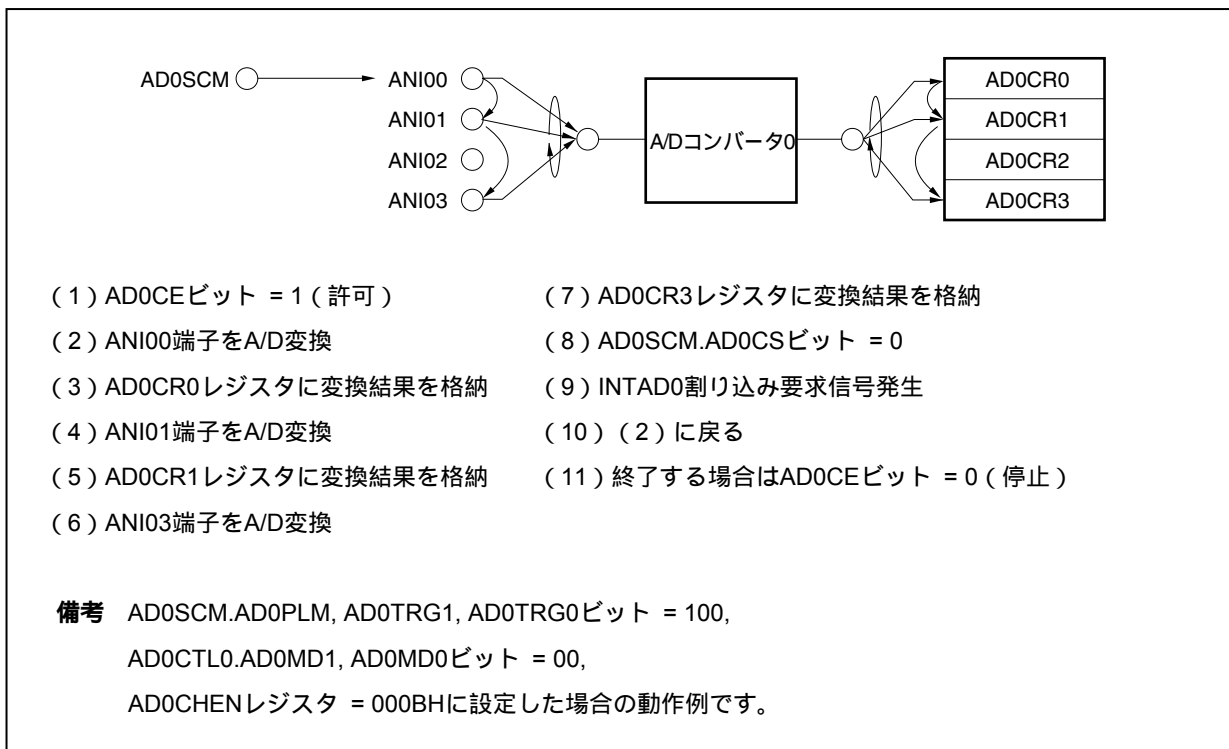 AD0SCM
ANI00
ANI01
ANI02
ANI03
A/Dコンバータ0
AD0CR0
AD0CR1
AD0CR2
AD0CR3
(1)AD0CEビット = 1(許可)
(2)ANI00端子をA/D変換
(3)AD0CR0レジスタに変換結果を格納
(4)ANI01端子をA/D変換
(5)AD0CR1レジスタに変換結果を格納
(6)ANI03端子をA/D変換
(7)AD0CR3レジスタに変換結果を格納
(8)AD0SCM.AD0CSビット = 0
(9)INTAD0割り込み要求信号発生
(10)(2)に戻る
(11)終了する場合はAD0CEビット = 0(停止)
備考 AD0SCM.AD0PLM, AD0TRG1, AD0TRG0ビット = 100,
AD0CTL0.AD0MD1, AD0MD0ビット = 00,
AD0CHENレジスタ = 000BHに設定した場合の動作例です。